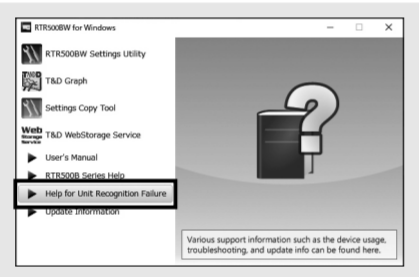 RTR500BW for Windows
RTR500BW Settings Utility
T&D Graph
Settings Copy Tool
Web
Storage
Service
T&D WebStorage Service
User's Manual
RTR500B Series Help
Help for Unit Recognition Failure
Update Information
Various support information such as the device usage,
troubleshooting, and update info can be found here.